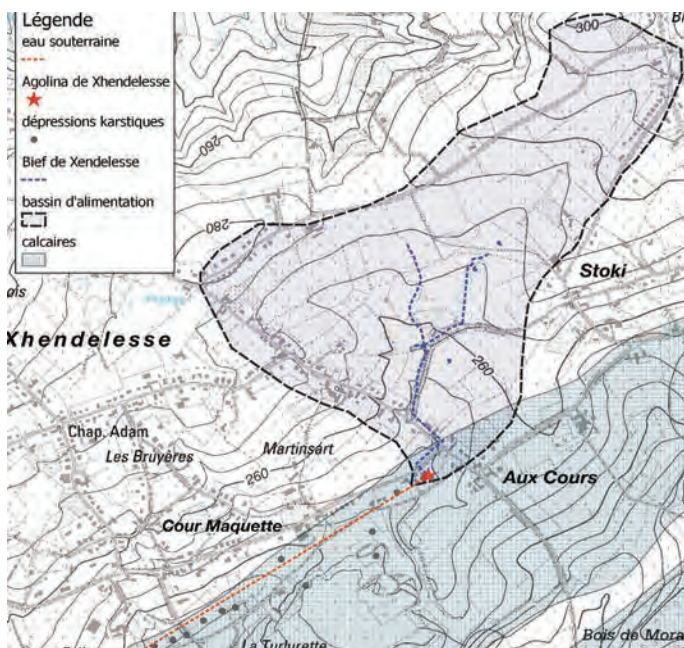 Légende
eau souterraine
Agolina de Xhendelesse
dépressions karstiques
Bief de Xendelesse
bassin d'alimentation
calcaires
300
260
280
Stoki
Xhendelesse
260
Chap. Adam
Les Bruyères
Martinsart
260
Aux Cours
Cour Maquette
La Turlurette
Bois de Mora